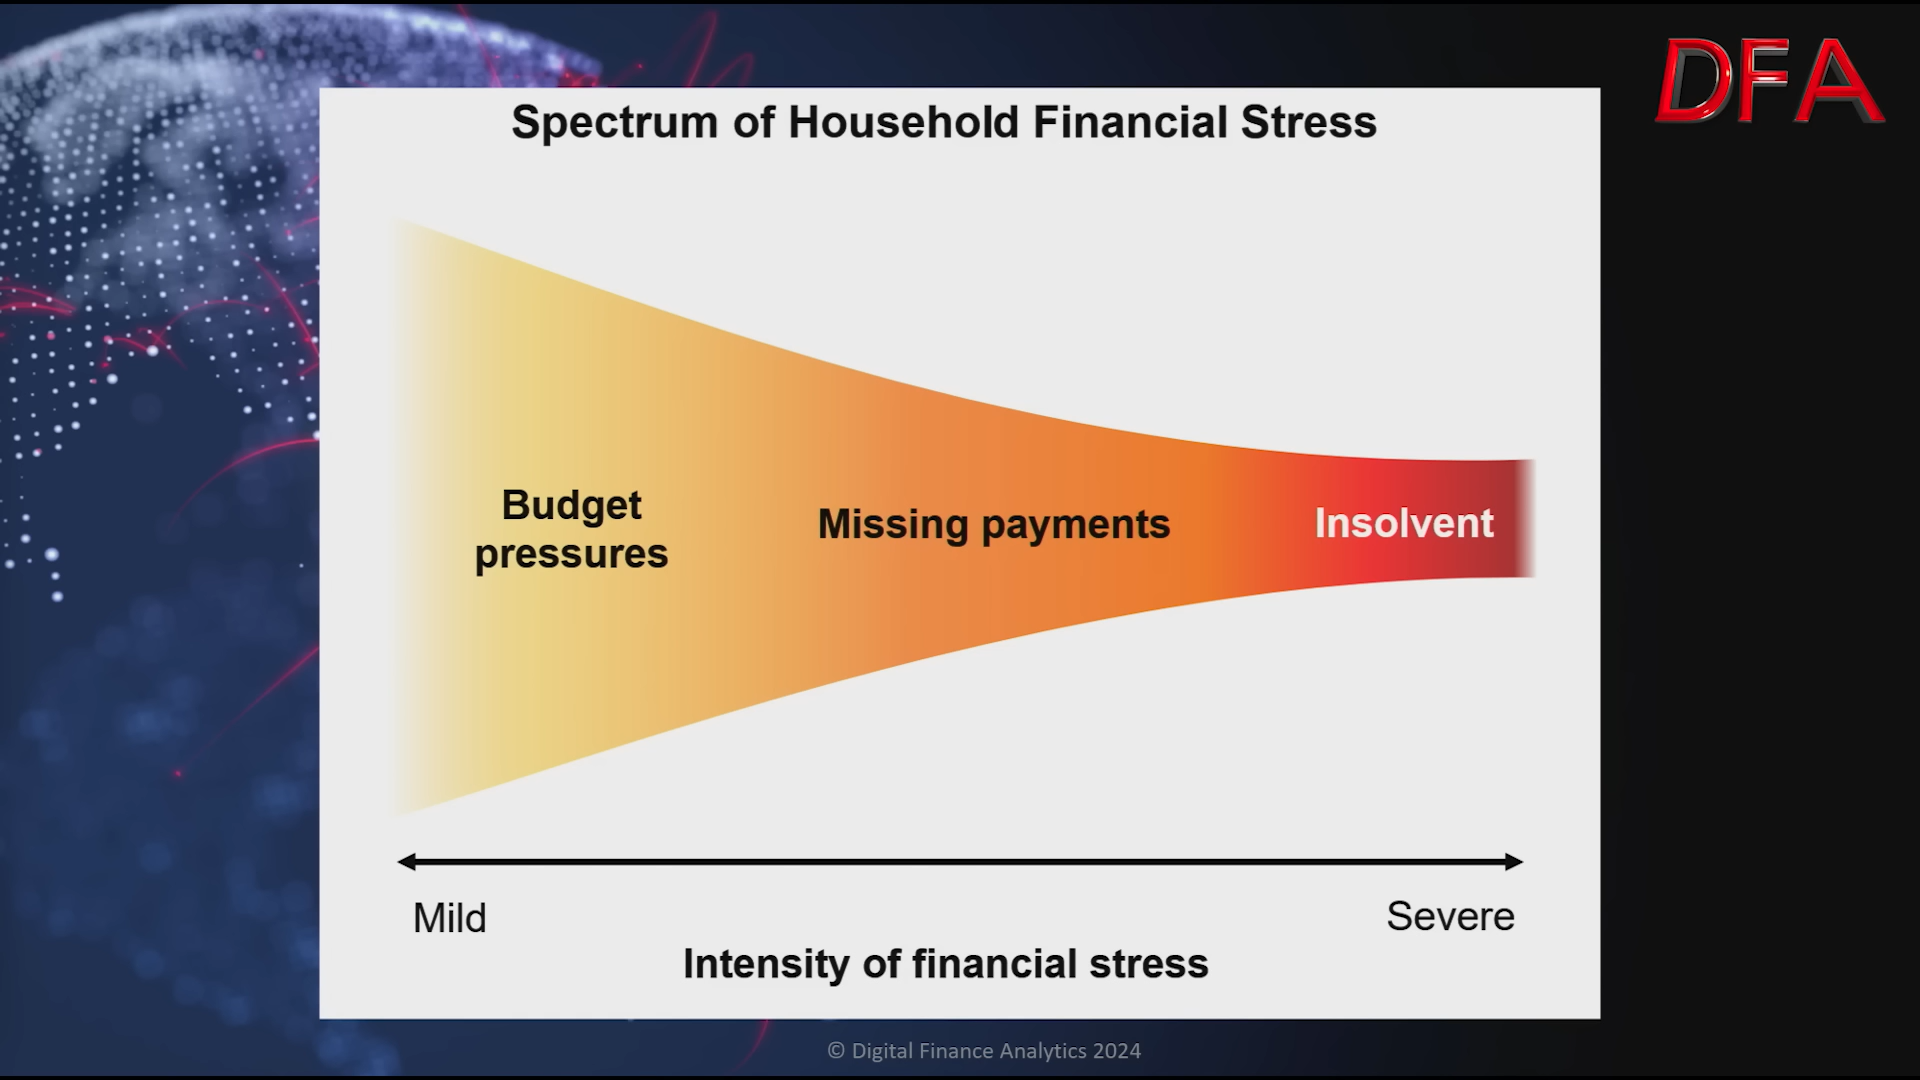 DFA
Spectrum of Household Financial Stress
Budget
pressures
Missing payments
Insolvent
Mild
Severe
Intensity of financial stress
© Digital Finance Analytics 2024